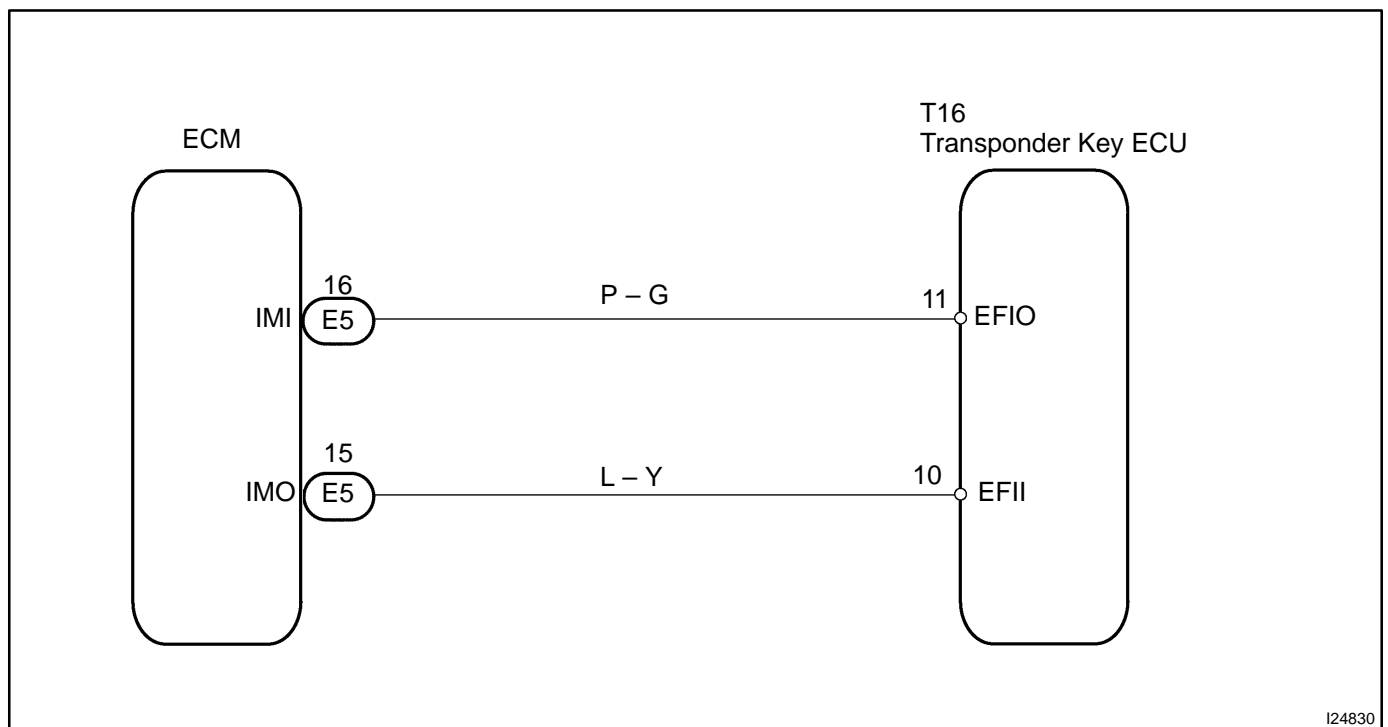 T16
Transponder Key ECU
ECM
16
P – G
11
IMI
E5
EFIO
15
L – Y
10
IMO
E5
EFII
I24830